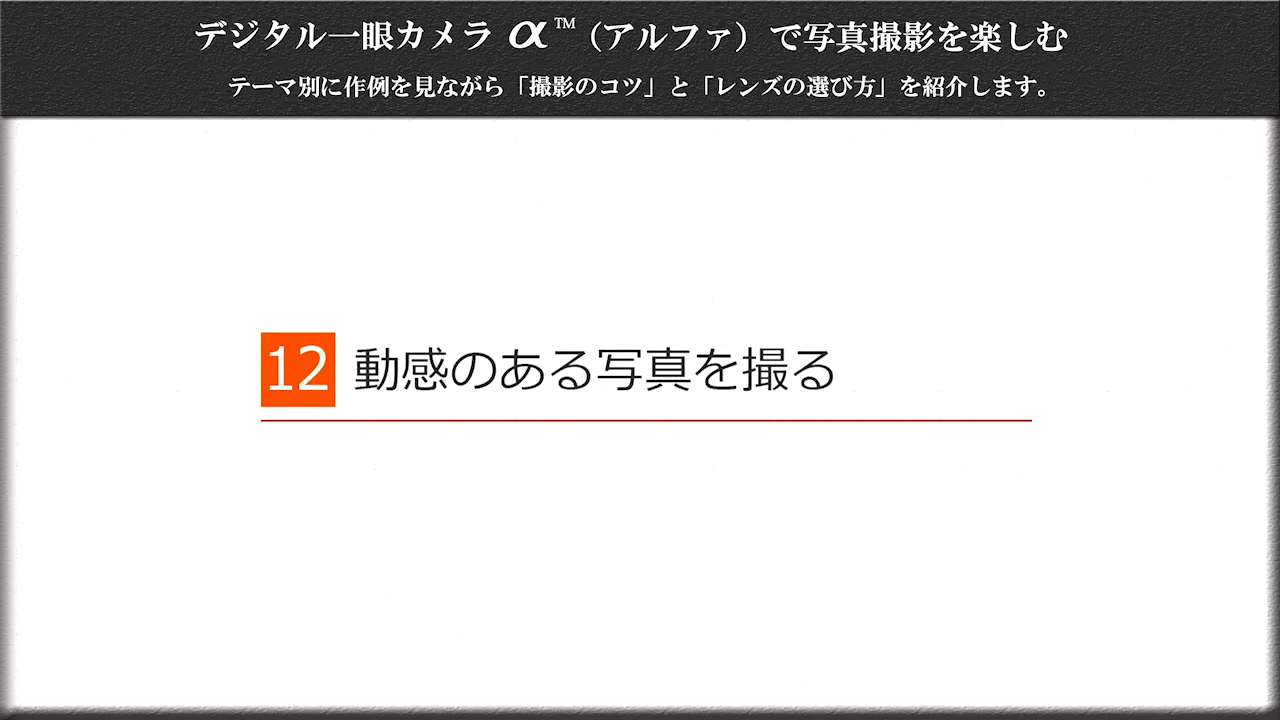 デジタル一眼カメラ α™（アルファ）で写真撮影を楽しむ
テーマ別に作例を見ながら「撮影のコツ」と「レンズの選び方」を紹介します。
12 動感のある写真を撮る